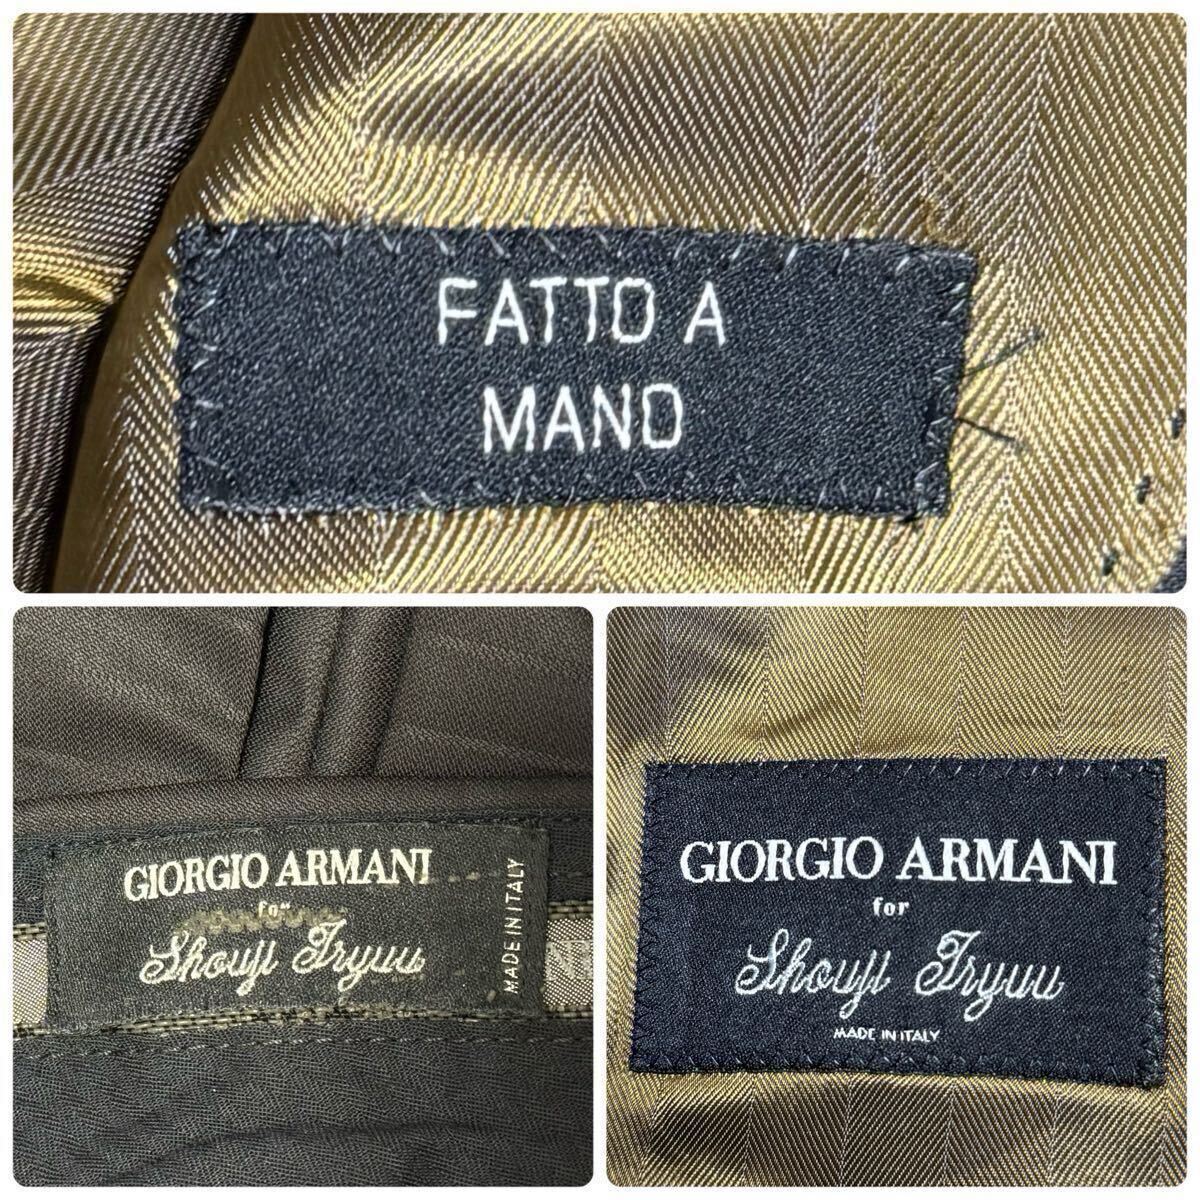 FATTO A
MANO
GIORGIO ARMANI
for
Shouji Iryuu
MADE IN ITALY
GIORGIO ARMANI
for
Shouji Iryuu
MADE IN ITALY